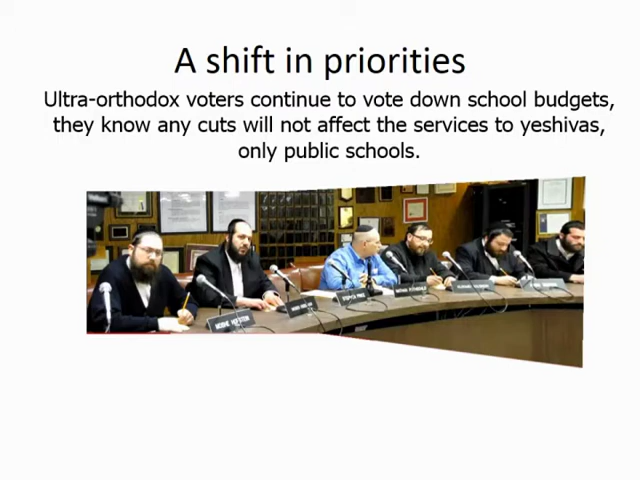 A shift in priorities
Ultra-orthodox voters continue to vote down school budgets,
they know any cuts will not affect the services to yeshivas,
only public schools.